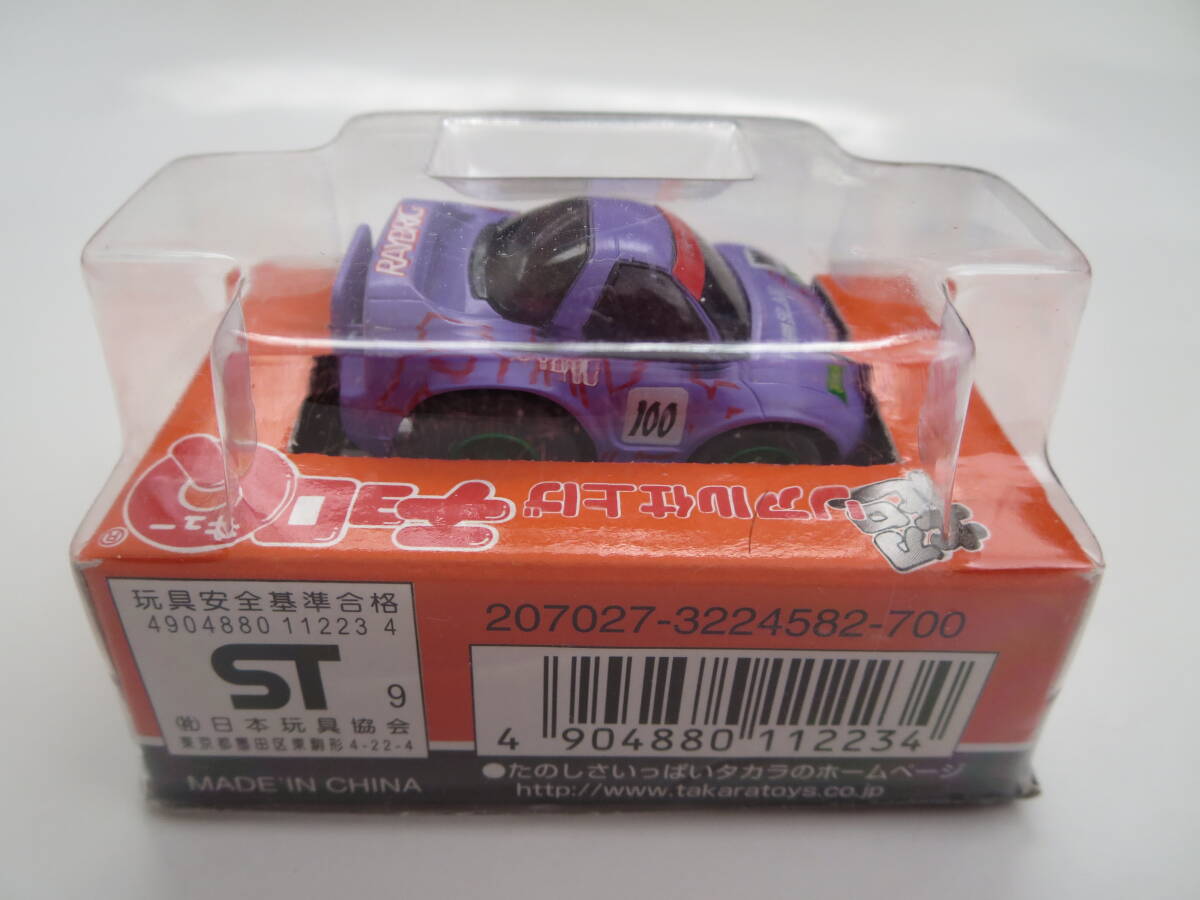 RAYBRIG
100
チョロ
キュー
®
リアル仕上げ
玩具安全基準合格
4904880 11223 4
ST 9
㈳日本玩具協会
東京都墨田区東駒形4-22-4
MADE IN CHINA
207027-3224582-700
4 904880 112234
●たのしさいっぱいタカラのホームページ
http://www.takaratoys.co.jp